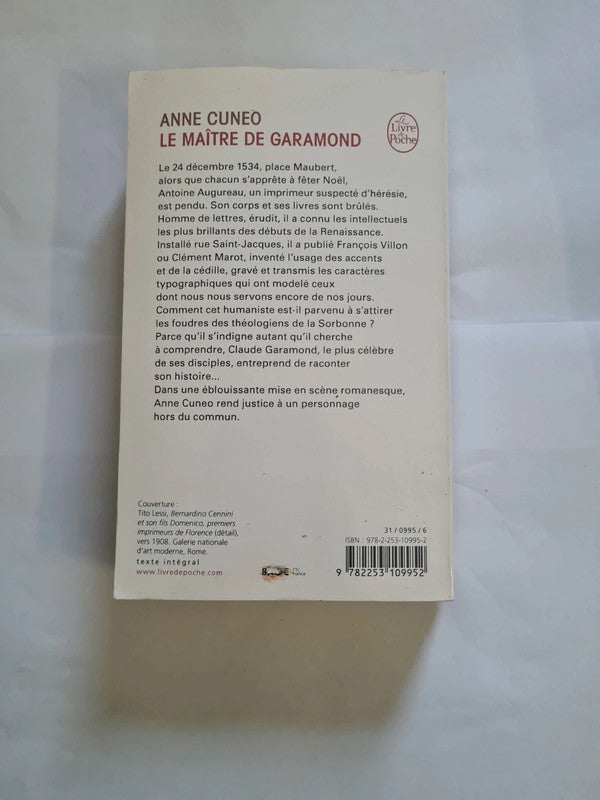 ANNE CUNEO
LE MAÎTRE DE GARAMOND
Le
Livre
de
Poche
Le 24 décembre 1534, place Maubert,
alors que chacun s'apprête à fêter Noël,
Antoine Augureau, un imprimeur suspecté d'hérésie,
est pendu. Son corps et ses livres sont brûlés.
Homme de lettres, érudit, il a connu les intellectuels
les plus brillants des débuts de la Renaissance.
Installé rue Saint-Jacques, il a publié François Villon
ou Clément Marot, inventé l'usage des accents
et de la cédille, gravé et transmis les caractères
typographiques qui ont modelé ceux
dont nous nous servons encore de nos jours.
Comment cet humaniste est-il parvenu à s'attirer
les foudres des théologiens de la Sorbonne ?
Parce qu'il s'indigne autant qu'il cherche
à comprendre, Claude Garamond, le plus célèbre
de ses disciples, entreprend de raconter
son histoire...
Dans une éblouissante mise en scène romanesque,
Anne Cuneo rend justice à un personnage
hors du commun.
Couverture :
Tito Lessi, Bernardino Cennini
et son fils Domenico, premiers
imprimeurs de Florence (détail),
vers 1908. Galerie nationale
d'art moderne, Rome.
texte intégral
www.livredepoche.com
France
31 / 0995 / 6
ISBN : 978-2-253-10995-2
9 782253 109952